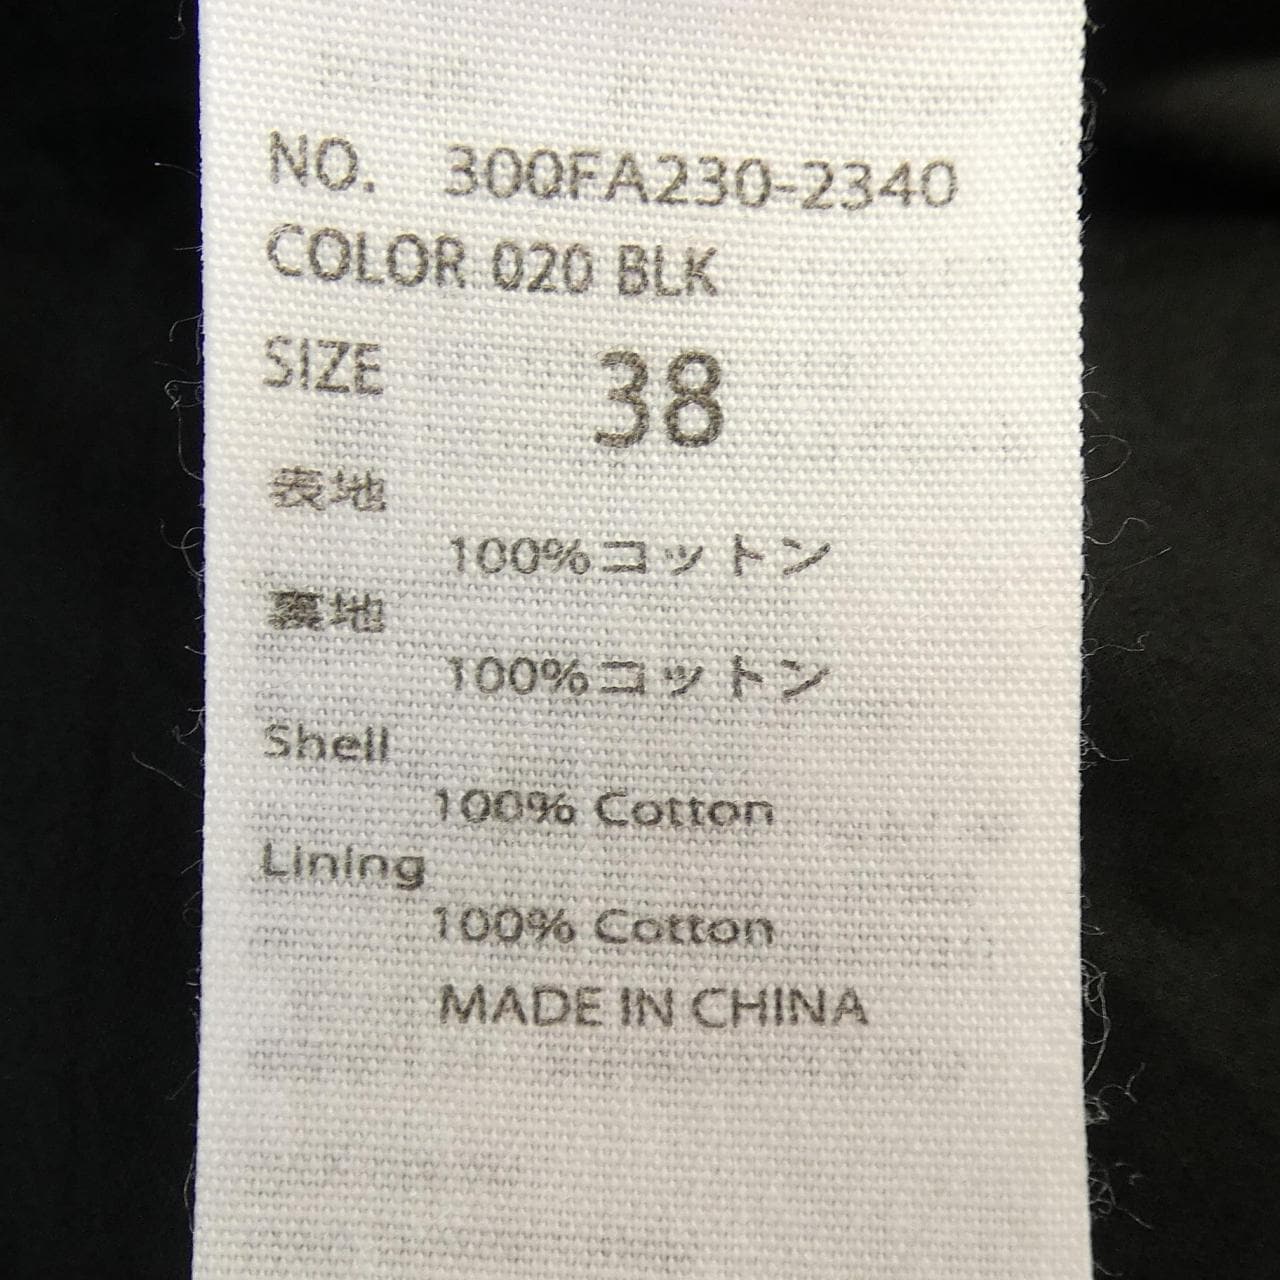 NO. 300FA230-2340
COLOR 020 BLK
SIZE 38
表地
100%コットン
裏地
100%コットン
Shell
100% Cotton
Lining
100% Cotton
MADE IN CHINA